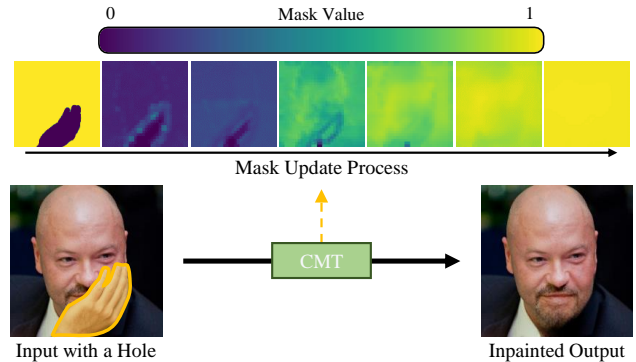 0 Mask Value 1
Mask Update Process
CMT
Input with a Hole Inpainted Output